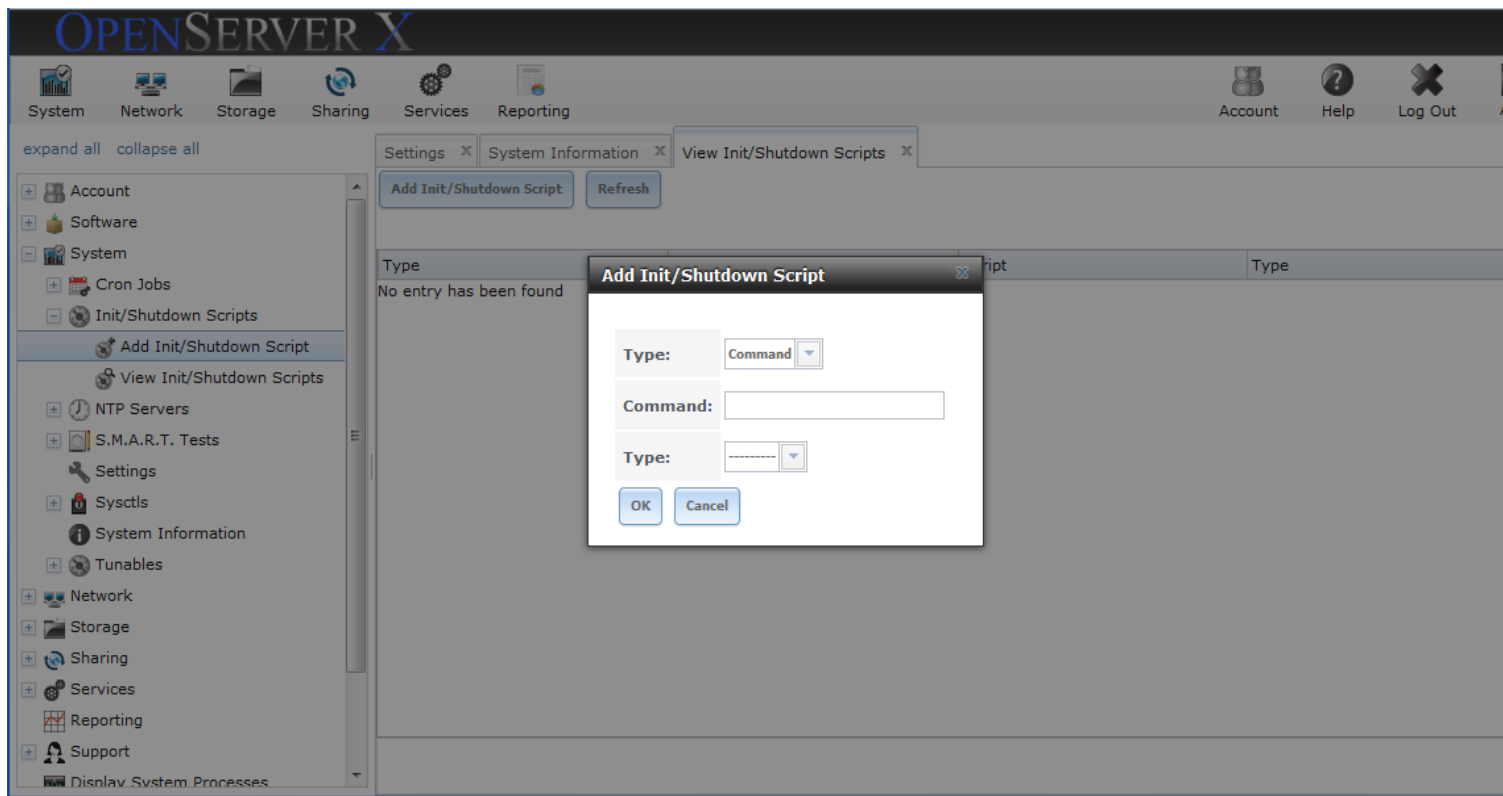 OPENSERVER X
System Network Storage Sharing Services Reporting Account Help Log Out
expand all collapse all
Settings X System Information X View Init/Shutdown Scripts X
Add Init/Shutdown Script Refresh
Account
Software
System
Cron Jobs
Init/Shutdown Scripts
Add Init/Shutdown Script
View Init/Shutdown Scripts
NTP Servers
S.M.A.R.T. Tests
Settings
Sysctls
System Information
Tunables
Network
Storage
Sharing
Services
Reporting
Support
Display System Processes
Type ript Type
No entry has been found
Add Init/Shutdown Script
Type: Command
Command:
Type: ---------
OK Cancel